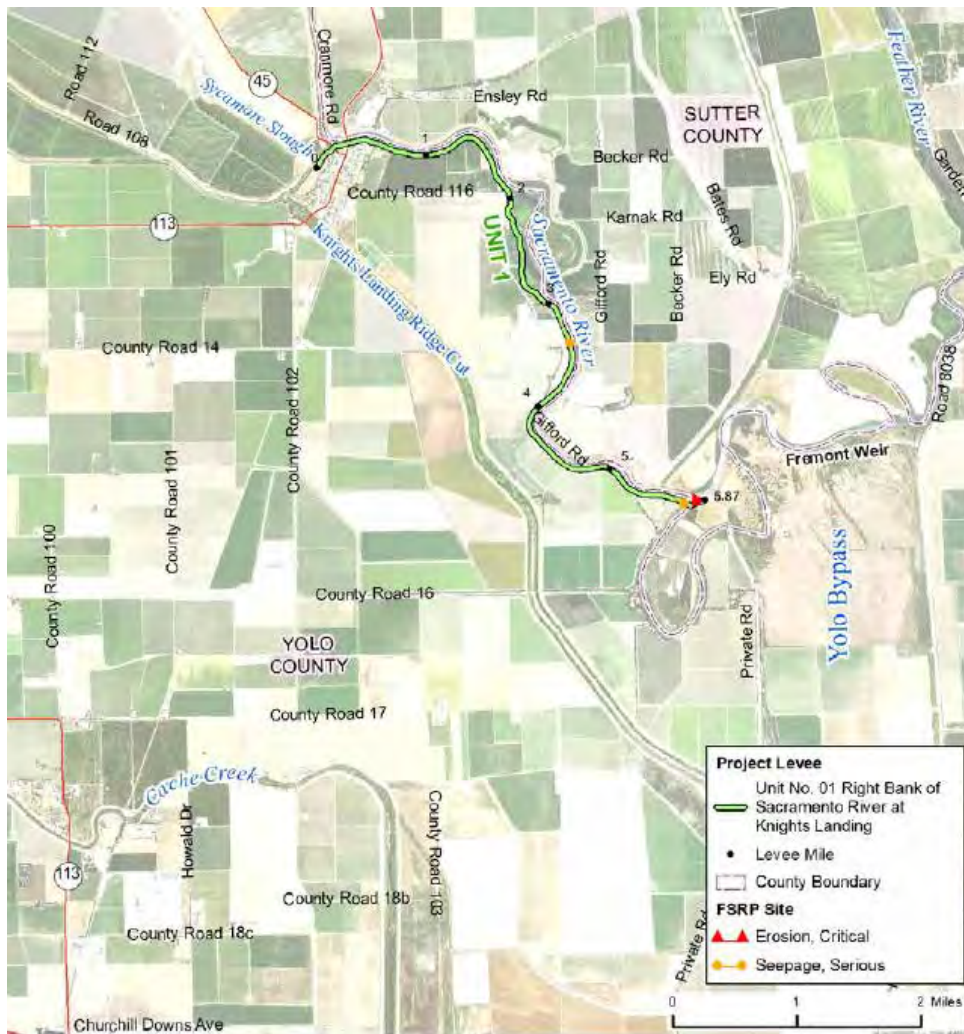 Road 112
Cranmore Rd
Feather River
45
Sycamore Slough
Ensley Rd
SUTTER
COUNTY
Road 108
Garden
0
1
Becker Rd
County Road 116
2
Bates Rd
113
Karnak Rd
UNIT 1
Sacramento River
Knights Landing Ridge Cut
Gifford Rd
Becker Rd
Ely Rd
3
County Road 14
County Road 102
Road 8038
4
Gifford Rd
County Road 101
5
Fremont Weir
5.87
County Road 100
County Road 16
Yolo Bypass
Private Rd
YOLO
COUNTY
County Road 17
Cache Creek
Howald Dr
County Road 103
113
County Road 18b
County Road 18c
Private Rd
Churchill Downs Ave
Project Levee
Unit No. 01 Right Bank of
Sacramento River at
Knights Landing
Levee Mile
County Boundary
FSRP Site
Erosion, Critical
Seepage, Serious
0 1 2 Miles